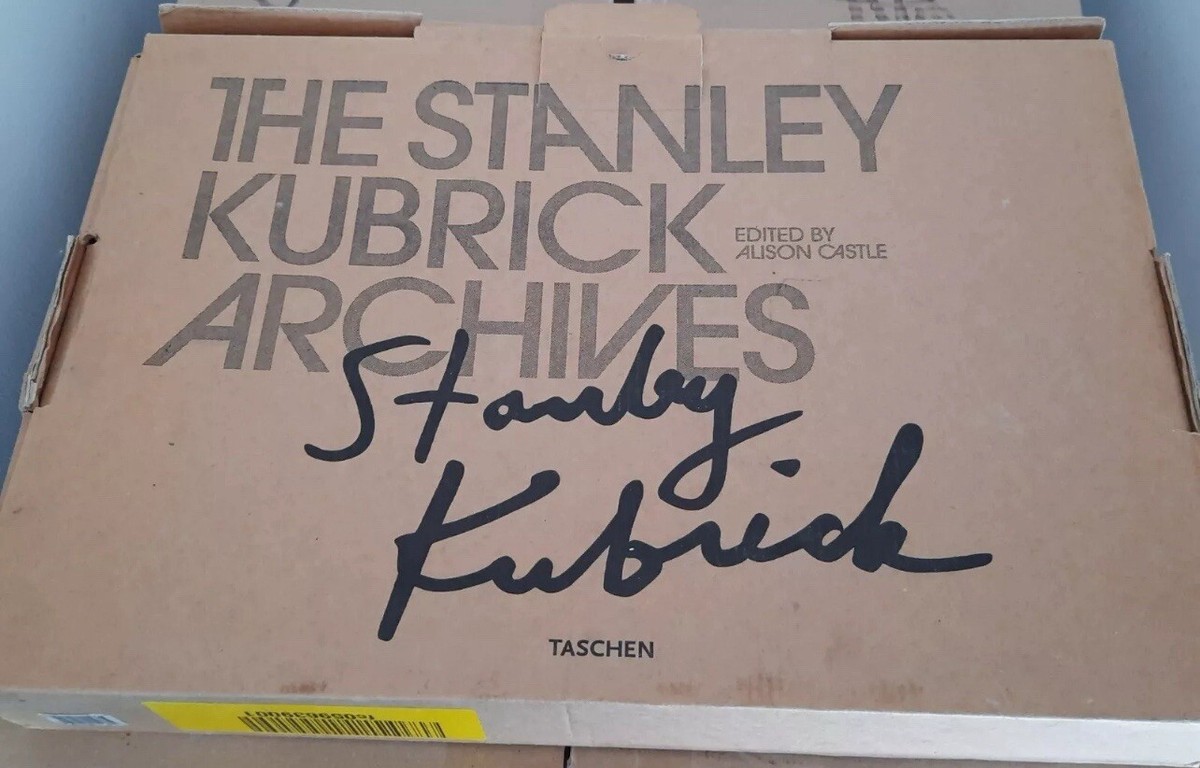 THE STANLEY
KUBRICK
EDITED BY
ALISON CASTLE
ARCHIVES
Stanley
Kubrick
TASCHEN